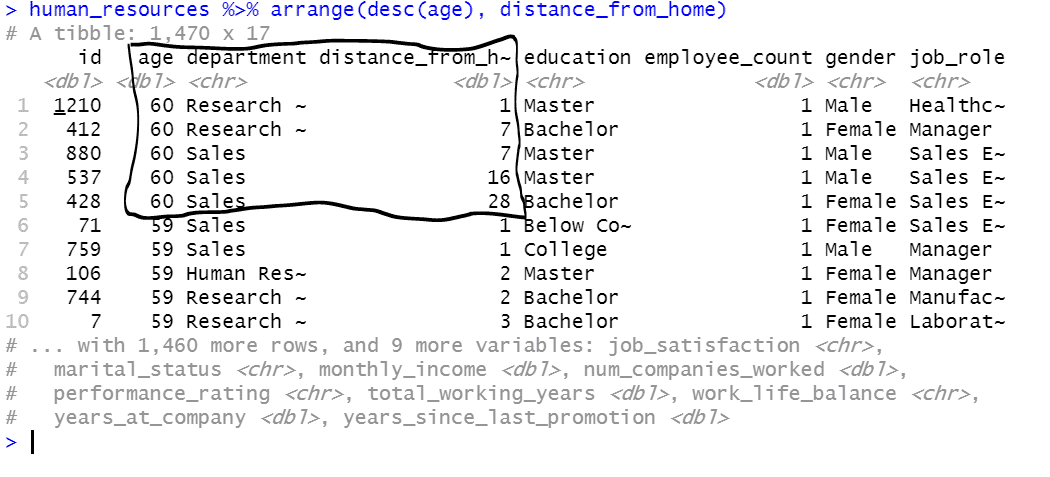 > human_resources %>% arrange(desc(age), distance_from_home)
# A tibble: 1,470 x 17
      id   age department distance_from_h~ education employee_count gender job_role
   <dbl> <dbl> <chr>                 <dbl> <chr>              <dbl> <chr>  <chr>
 1  1210    60 Research ~                1 Master                 1 Male   Healthc~
 2   412    60 Research ~                7 Bachelor               1 Female Manager
 3   880    60 Sales                     7 Master                 1 Male   Sales E~
 4   537    60 Sales                    16 Master                 1 Male   Sales E~
 5   428    60 Sales                    28 Bachelor               1 Female Sales E~
 6    71    59 Sales                     1 Below Co~              1 Female Sales E~
 7   759    59 Sales                     1 College                1 Male   Manager
 8   106    59 Human Res~                2 Master                 1 Female Manager
 9   744    59 Research ~                2 Bachelor               1 Female Manufac~
10     7    59 Research ~                3 Bachelor               1 Female Laborat~
# ... with 1,460 more rows, and 9 more variables: job_satisfaction <chr>,
#   marital_status <chr>, monthly_income <dbl>, num_companies_worked <dbl>,
#   performance_rating <chr>, total_working_years <dbl>, work_life_balance <chr>,
#   years_at_company <dbl>, years_since_last_promotion <dbl>
>